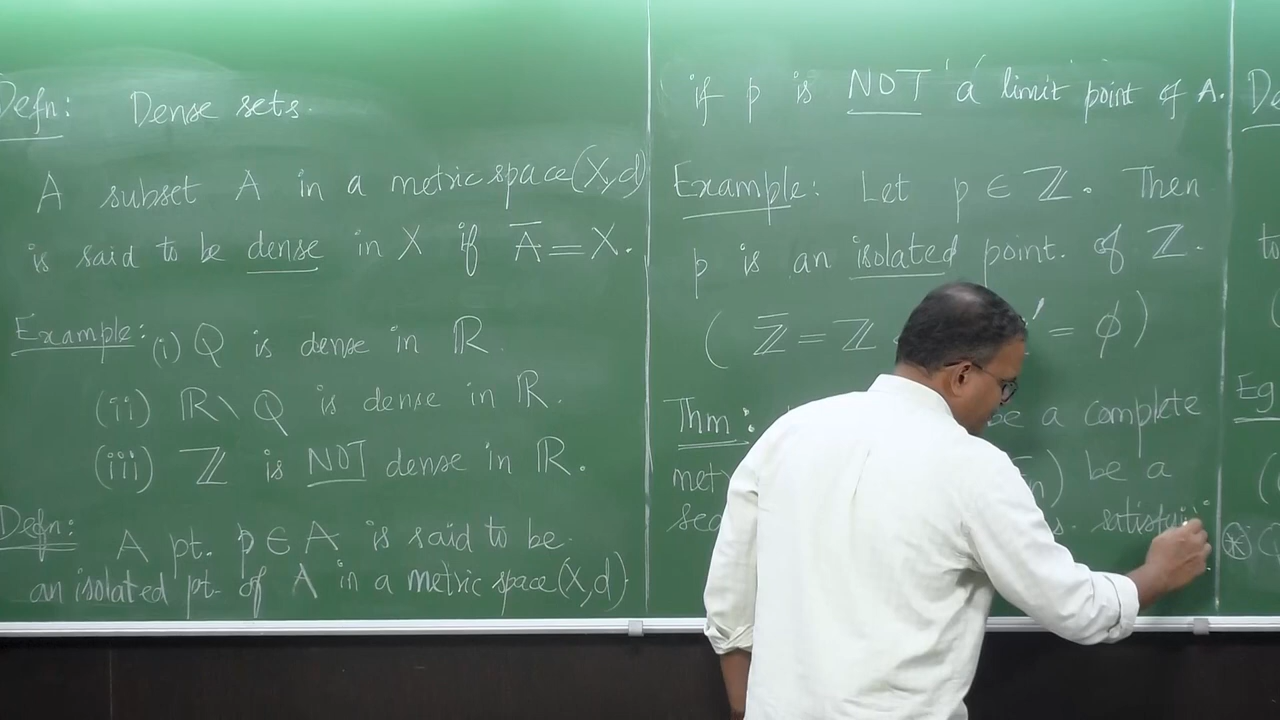 Defn: Dense sets.
A subset A in a metric space (X,d)
is said to be dense in X if A̅ = X.
Example: (i) Q is dense in ℝ.
(ii) ℝ\Q is dense in ℝ.
(iii) ℤ is NOT dense in ℝ.
Defn: A pt. p ∈ A is said to be
an isolated pt. of A in a metric space (X,d)
if p is NOT a limit point of A.
Example: Let p ∈ ℤ. Then
p is an isolated point. of ℤ.
( ℤ̅ = ℤ ' = ϕ )
Thm: be a complete
n) be a
s. satisfyi
De
to
(
Eg
(
⊛